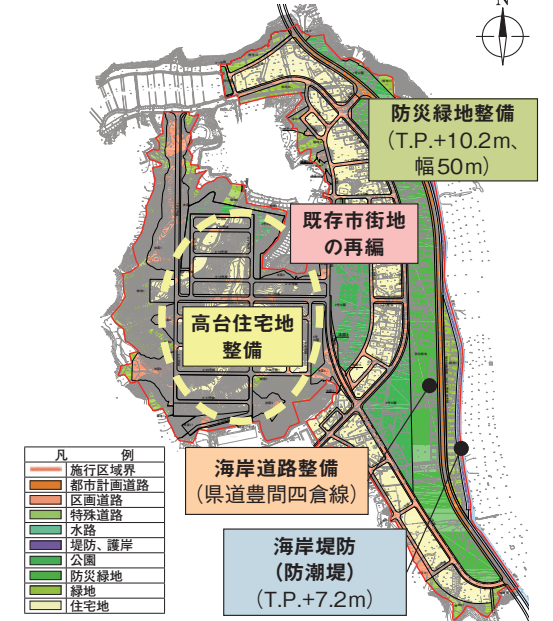 N
防災緑地整備
(T.P.+10.2m、
幅50m)
既存市街地
の再編
高台住宅地
整備
海岸道路整備
(県道豊間四倉線)
海岸堤防
(防潮堤)
(T.P.+7.2m)
凡 例
施行区域界
都市計画道路
区画道路
特殊道路
水路
堤防、護岸
公園
防災緑地
緑地
住宅地